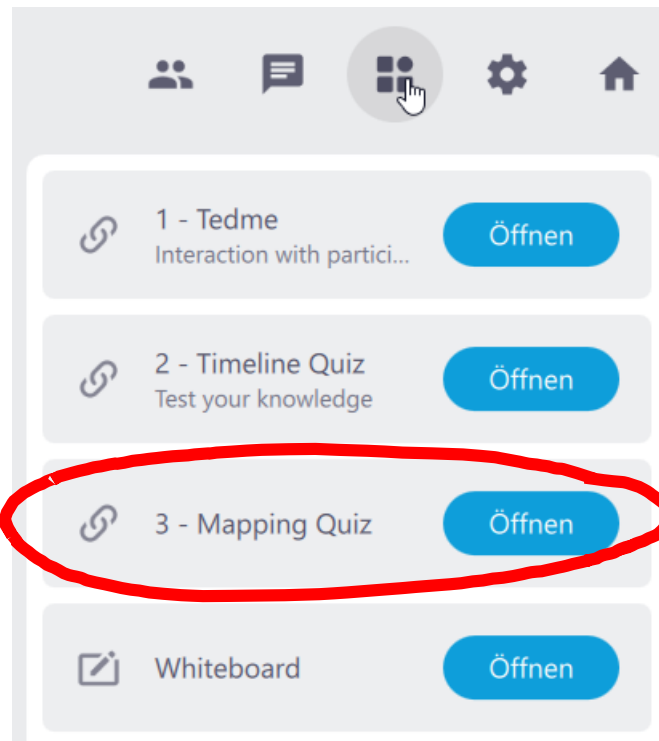 1 - Tedme
Interaction with partici...
Öffnen
2 - Timeline Quiz
Test your knowledge
Öffnen
3 - Mapping Quiz
Öffnen
Whiteboard
Öffnen